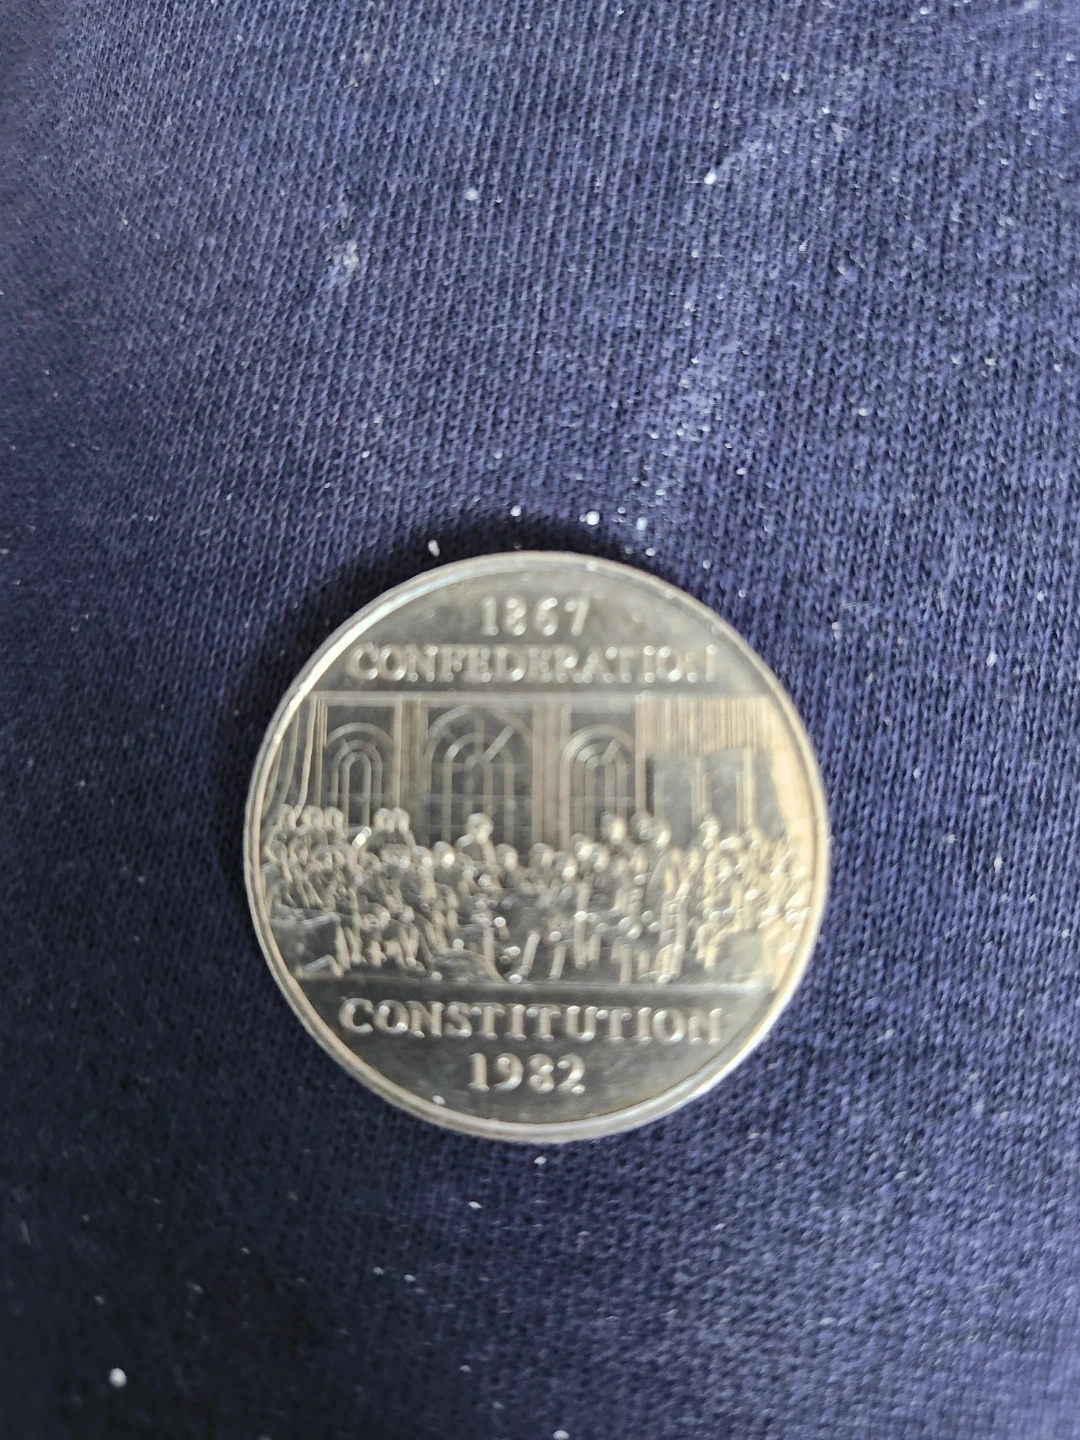 1867
CONFEDERATION
CONSTITUTION
1982